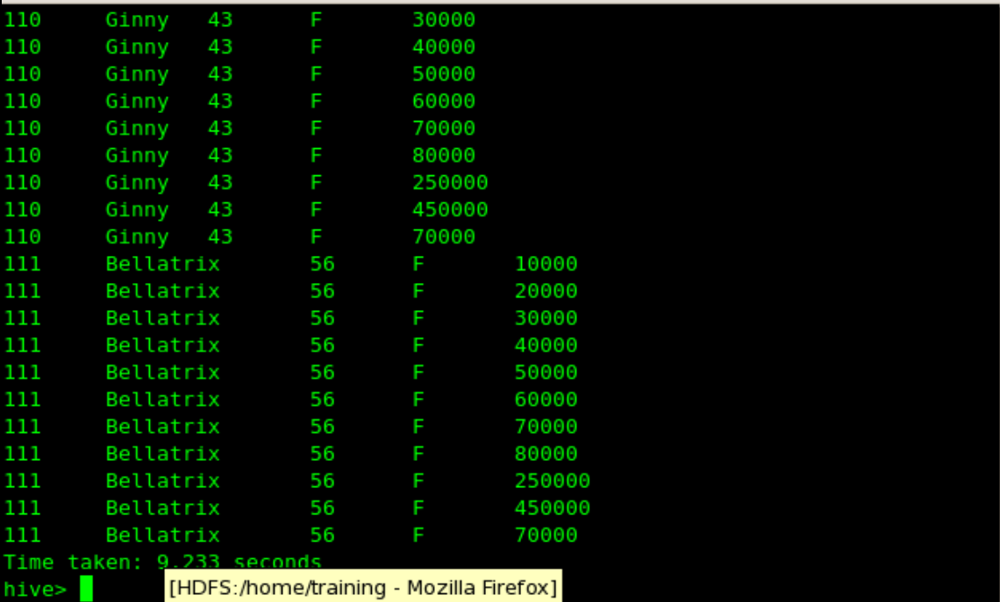 110 Ginny 43 F 30000
110 Ginny 43 F 40000
110 Ginny 43 F 50000
110 Ginny 43 F 60000
110 Ginny 43 F 70000
110 Ginny 43 F 80000
110 Ginny 43 F 250000
110 Ginny 43 F 450000
110 Ginny 43 F 70000
111 Bellatrix 56 F 10000
111 Bellatrix 56 F 20000
111 Bellatrix 56 F 30000
111 Bellatrix 56 F 40000
111 Bellatrix 56 F 50000
111 Bellatrix 56 F 60000
111 Bellatrix 56 F 70000
111 Bellatrix 56 F 80000
111 Bellatrix 56 F 250000
111 Bellatrix 56 F 450000
111 Bellatrix 56 F 70000
Time taken: 9.233 seconds
hive>
[HDFS:/home/training - Mozilla Firefox]